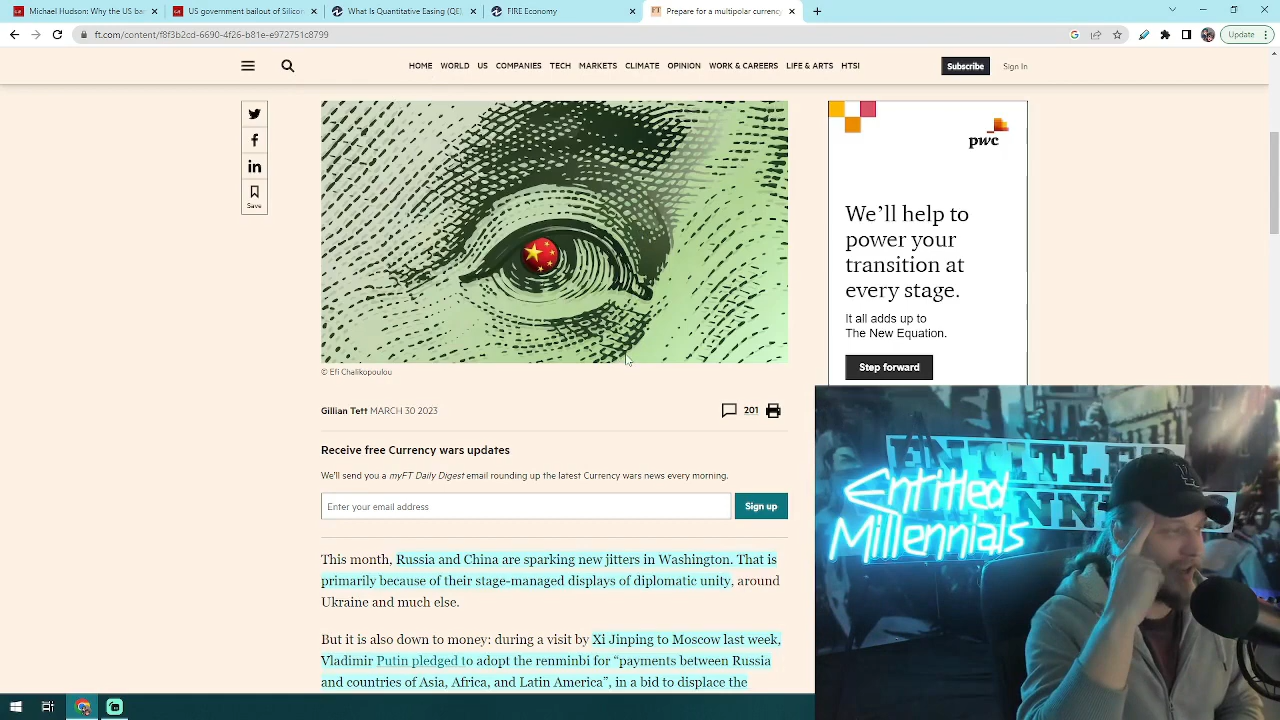 Michael Hudson: Why the US ba
US government bailout of Silicon
What Is Quantitative Easing (QE)
FIRE Economy
Prepare for a multipolar currency
ft.com/content/f8f3b2cd-6690-4f26-b81e-e972751c8799
Update
HOME WORLD US COMPANIES TECH MARKETS CLIMATE OPINION WORK & CAREERS LIFE & ARTS HTSI
Subscribe
Sign In
Save
pwc
We'll help to
power your
transition at
every stage.
It all adds up to
The New Equation.
Step forward
© Efi Chalikopoulou
Gillian Tett MARCH 30 2023
201
Receive free Currency wars updates
We'll send you a myFT Daily Digest email rounding up the latest Currency wars news every morning.
Enter your email address
Sign up
This month, Russia and China are sparking new jitters in Washington. That is
primarily because of their stage-managed displays of diplomatic unity, around
Ukraine and much else.
But it is also down to money: during a visit by Xi Jinping to Moscow last week,
Vladimir Putin pledged to adopt the renminbi for “payments between Russia
and countries of Asia, Africa, and Latin America”, in a bid to displace the
Entitled
Millennials